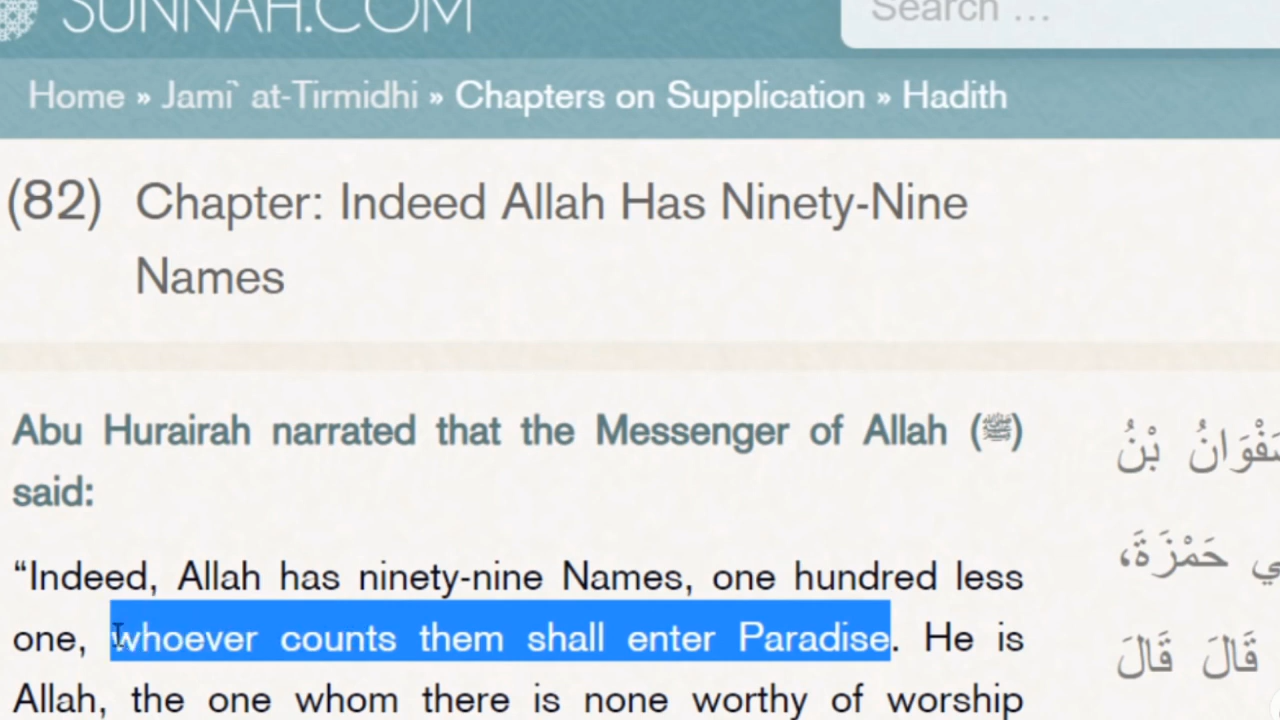 SUNNAH.COM
Search ...
Home » Jami` at-Tirmidhi » Chapters on Supplication » Hadith
(82) Chapter: Indeed Allah Has Ninety-Nine
Names
Abu Hurairah narrated that the Messenger of Allah (ﷺ)
said:
“Indeed, Allah has ninety-nine Names, one hundred less
one, whoever counts them shall enter Paradise. He is
Allah, the one whom there is none worthy of worship
صَفْوَانُ بْنُ
حَمْزَةَ،
قَالَ قَالَ